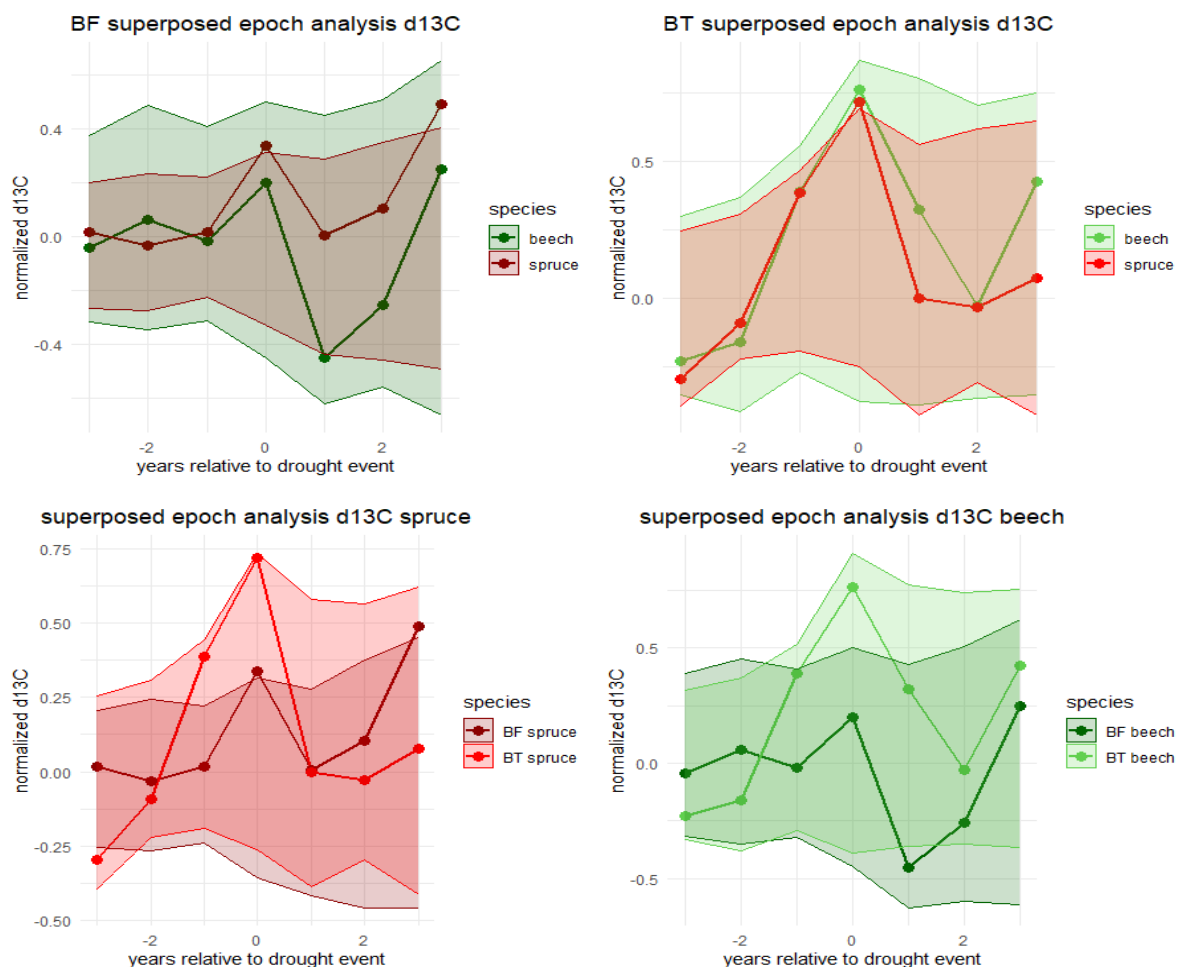 BF superposed epoch analysis d13C
normalized d13C
0.4
0.0
-0.4
-2
0
2
years relative to drought event
species
beech
spruce
BT superposed epoch analysis d13C
normalized d13C
0.5
0.0
-2
0
2
years relative to drought event
species
beech
spruce
superposed epoch analysis d13C spruce
normalized d13C
0.75
0.50
0.25
0.00
-0.25
-0.50
-2
0
2
years relative to drought event
species
BF spruce
BT spruce
superposed epoch analysis d13C beech
normalized d13C
0.5
0.0
-0.5
-2
0
2
years relative to drought event
species
BF beech
BT beech